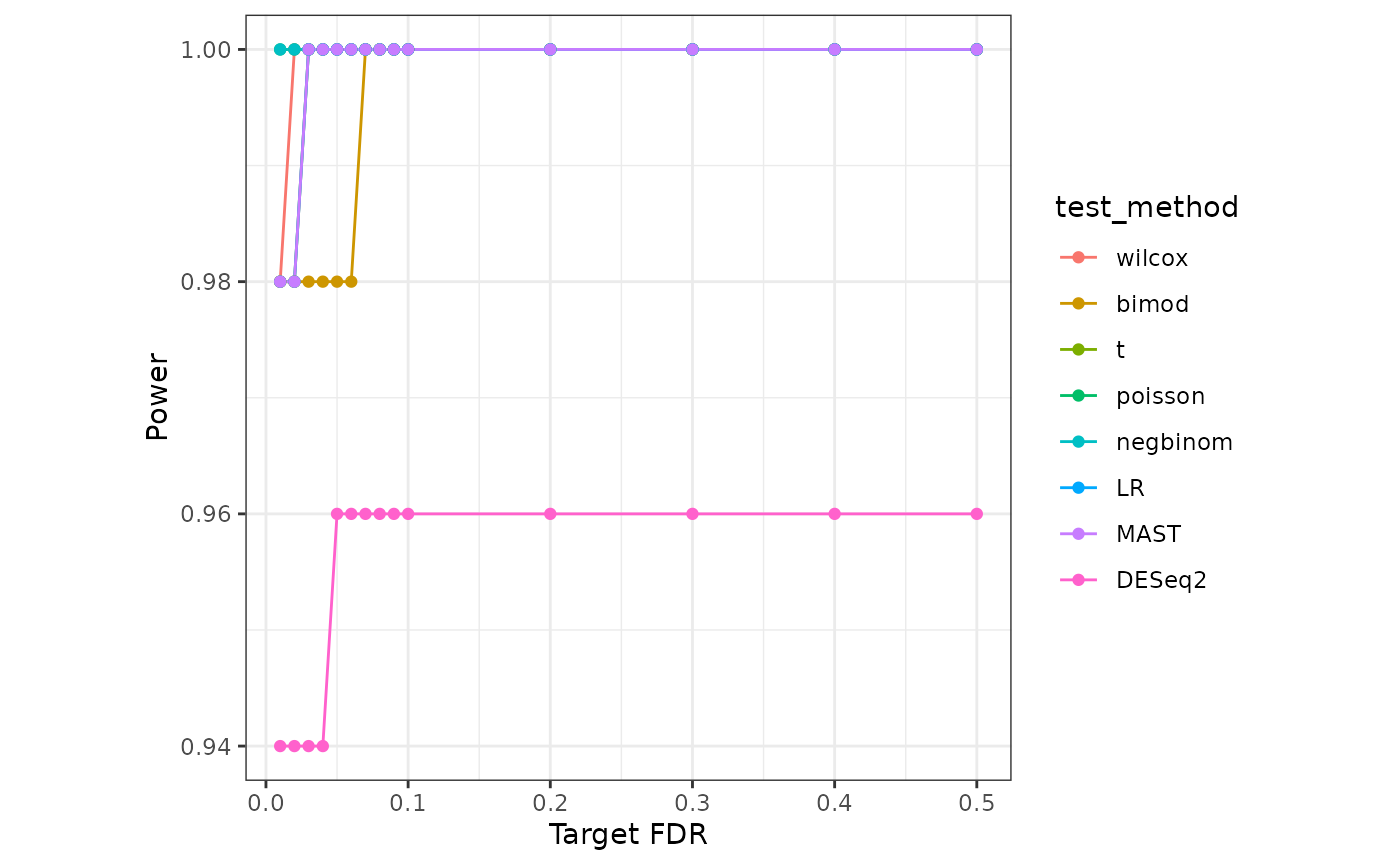 1.00
0.98
0.96
0.94
Power
0.0 0.1 0.2 0.3 0.4 0.5
Target FDR
test_method
wilcox
bimod
t
poisson
negbinom
LR
MAST
DESeq2